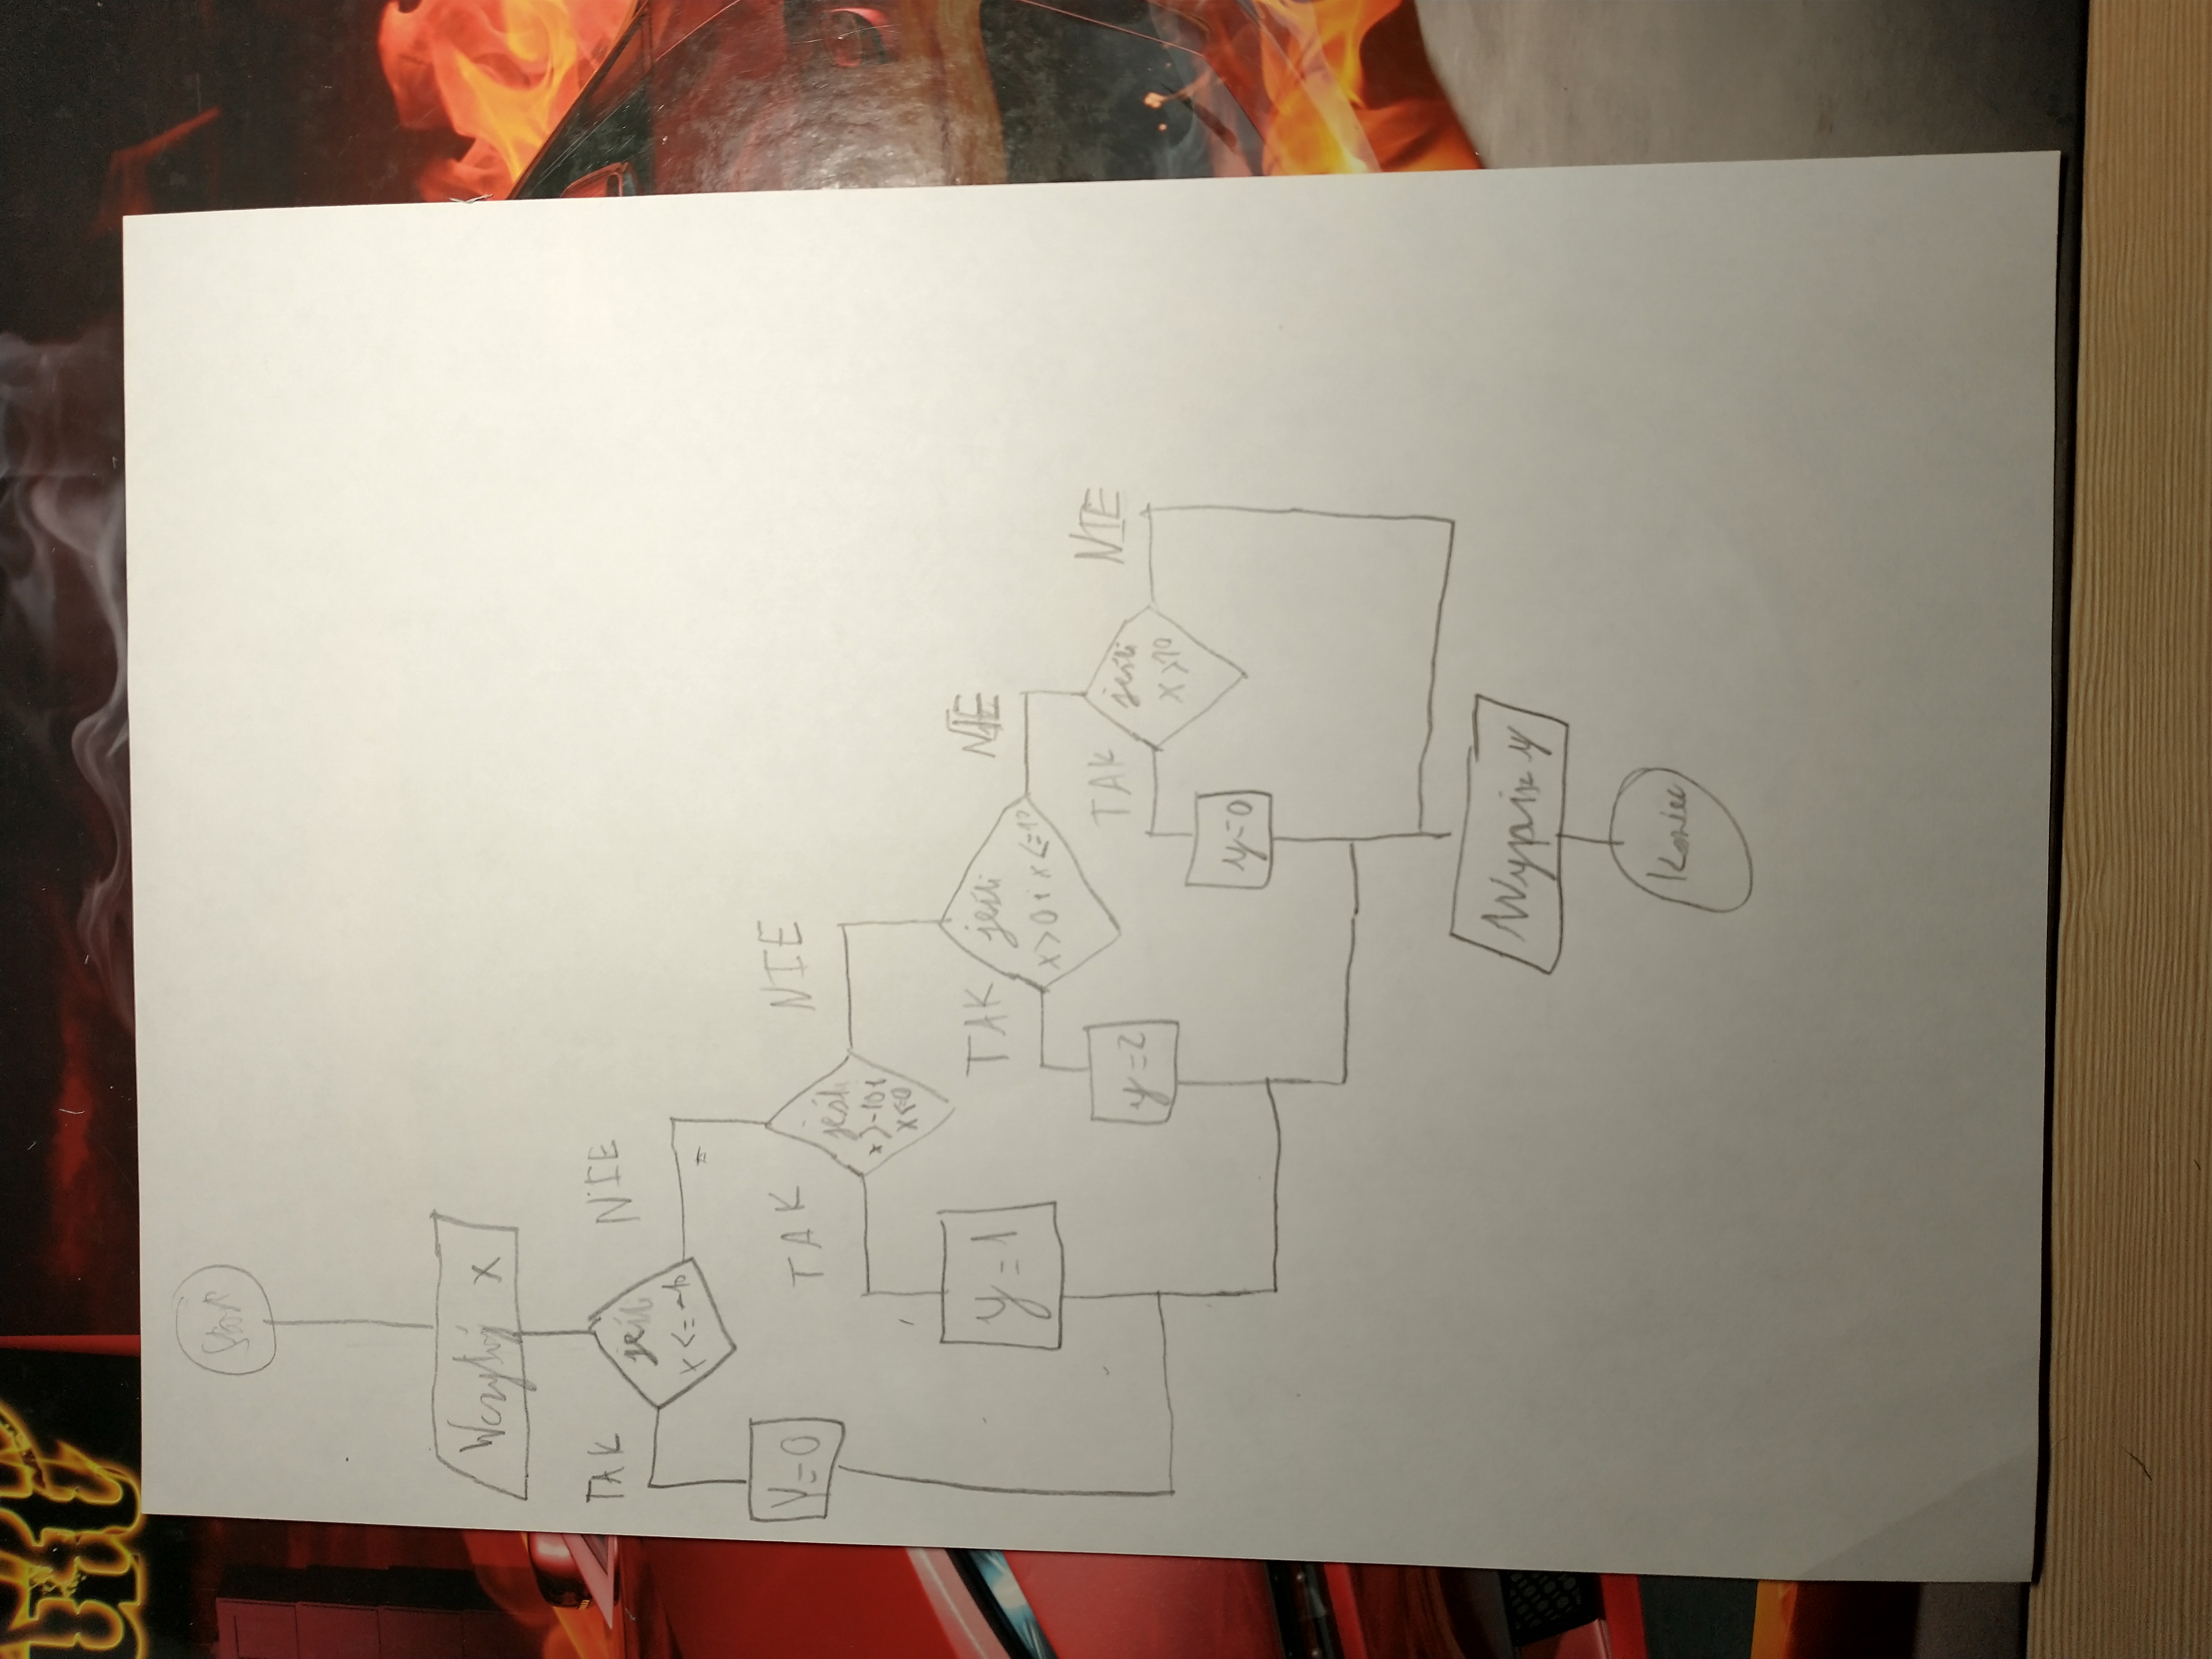 Start
Wczytaj x
TAK
NIE
jeśli
x <= -10
Y=0
TAK
NIE
jeśli
x>-10 i
x<=0
y=1
TAK
NIE
jeśli
x>0 i x<=10
y=2
TAK
NIE
jeśli
x>10
y=0
Wypisz y
Koniec